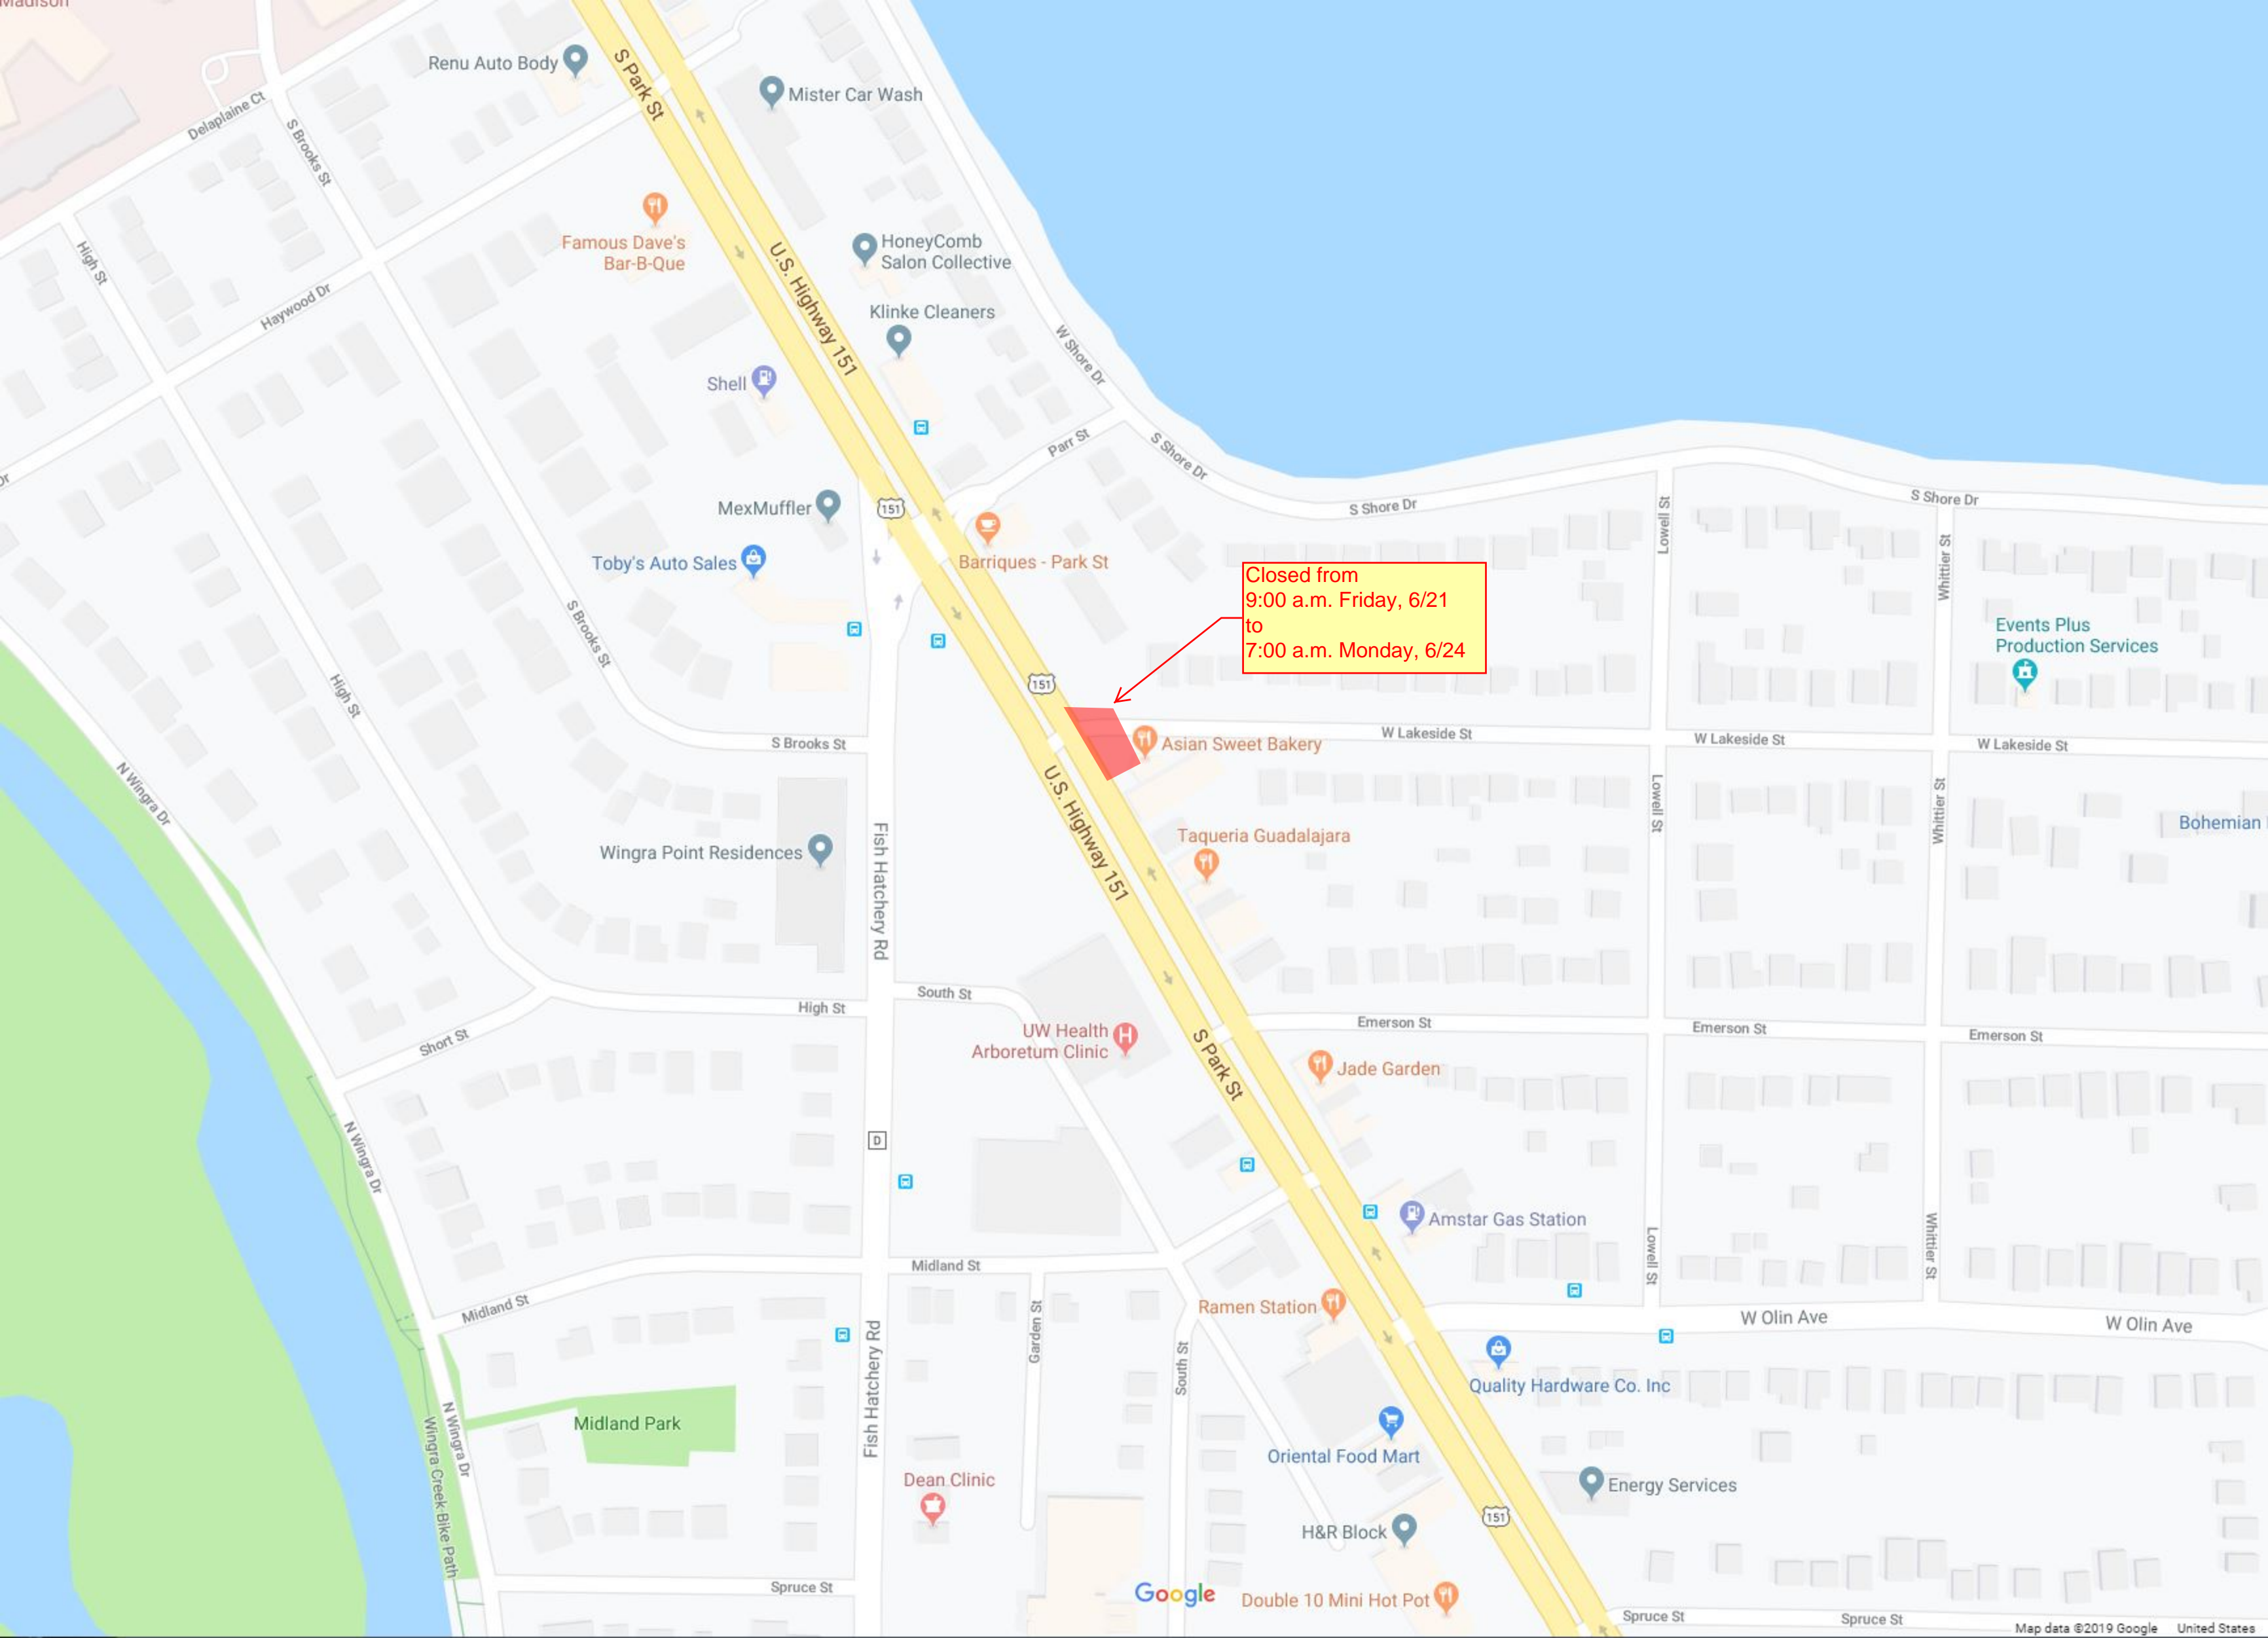 Madison
Renu Auto Body
S Park St
Mister Car Wash
Delaplaine Ct
S Brooks St
Famous Dave's
Bar-B-Que
HoneyComb
Salon Collective
U.S. Highway 151
High St
Haywood Dr
Klinke Cleaners
W Shore Dr
Shell
Parr St
S Shore Dr
Dr
MexMuffler
151
S Shore Dr
Lowell St
S Shore Dr
Whittier St
Toby's Auto Sales
Barriques - Park St
Closed from
9:00 a.m. Friday, 6/21
to
7:00 a.m. Monday, 6/24
S Brooks St
Events Plus
Production Services
High St
151
S Brooks St
Asian Sweet Bakery
W Lakeside St
W Lakeside St
W Lakeside St
N Wingra Dr
U.S. Highway 151
Lowell St
Whittier St
Bohemian
Wingra Point Residences
Fish Hatchery Rd
Taqueria Guadalajara
South St
High St
Short St
UW Health
Arboretum Clinic
H
S Park St
Emerson St
Emerson St
Emerson St
Jade Garden
N Wingra Dr
D
Amstar Gas Station
Lowell St
Whittier St
Midland St
Midland St
Garden St
Ramen Station
W Olin Ave
W Olin Ave
Fish Hatchery Rd
South St
Quality Hardware Co. Inc
Midland Park
N Wingra Dr
Wingra Creek Bike Path
Oriental Food Mart
Dean Clinic
Energy Services
151
H&R Block
Spruce St
Google
Double 10 Mini Hot Pot
Spruce St
Spruce St
Map data ©2019 Google
United States